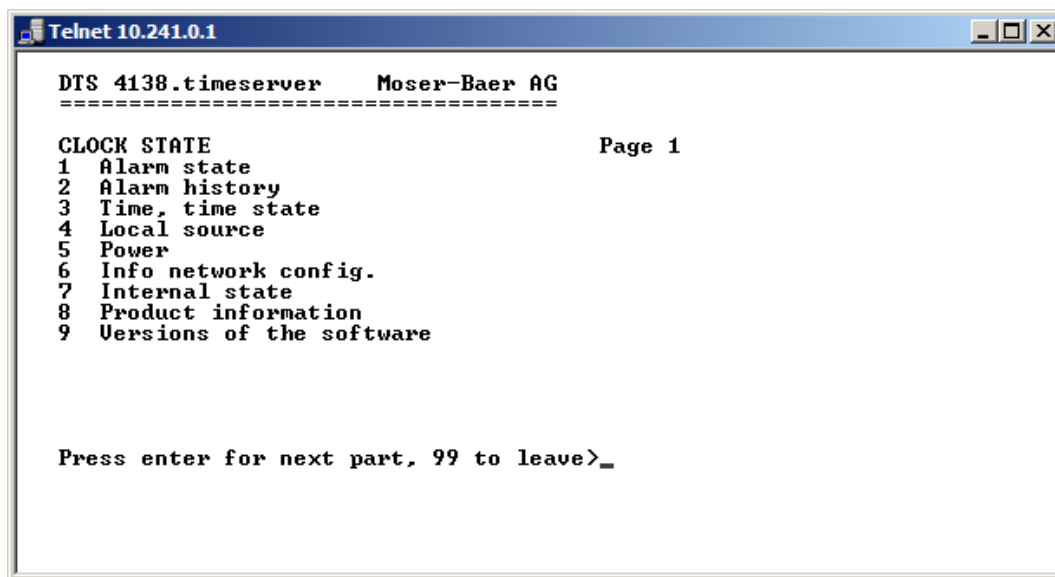 Telnet 10.241.0.1
DTS 4138.timeserver Moser-Baer AG
====================================
CLOCK STATE Page 1
1 Alarm state
2 Alarm history
3 Time, time state
4 Local source
5 Power
6 Info network config.
7 Internal state
8 Product information
9 Versions of the software
Press enter for next part, 99 to leave>_